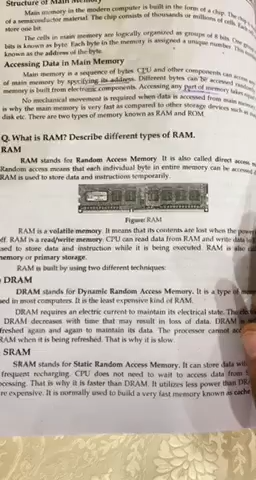 Structure of Main
Main memory in the modern computer is built in the form of a chip. The
of a semiconductor material. The chip consists of thousands or millions of cells. Each
store one bit.
The cells in main memory are logically organized as groups of 8 bits. One
bits is known as byte. Each byte in the memory is assigned a unique number. This
known as the address of the byte.
Accessing Data in Main Memory
Main memory is a sequence of bytes. CPU and other components can access
of main memory by specifying its address. Different bytes can be accessed
memory is built from electronic components. Accessing any part of memory takes
No mechanical movement is required when data is accessed from main
is why the main memory is very fast as compared to other storage devices such as
disk etc. There are two types of memory known as RAM and ROM.
Q. What is RAM? Describe different types of RAM.
RAM
RAM stands for Random Access Memory. It is also called direct access
Random access means that each individual byte in entire memory can be accessed
RAM is used to store data and instructions temporarily.
Figure: RAM
RAM is a volatile memory. It means that its contents are lost when the power
off. RAM is a read/write memory. CPU can read data from RAM and write data
used to store data and instruction while it is being executed. RAM is also
memory or primary storage.
RAM is built by using two different techniques:
DRAM
DRAM stands for Dynamic Random Access Memory. It is a type of
used in most computers. It is the least expensive kind of RAM.
DRAM requires an electric current to maintain its electrical state. The
DRAM decreases with time that may result in loss of data. DRAM is
freshed again and again to maintain its data. The processor cannot
RAM when it is being refreshed. That is why it is slow.
SRAM
SRAM stands for Static Random Access Memory. It can store data
frequent recharging. CPU does not need to wait to access data from
ocessing. That is why it is faster than DRAM. It utilizes less power than
re expensive. It is normally used to build a very fast memory known as cache